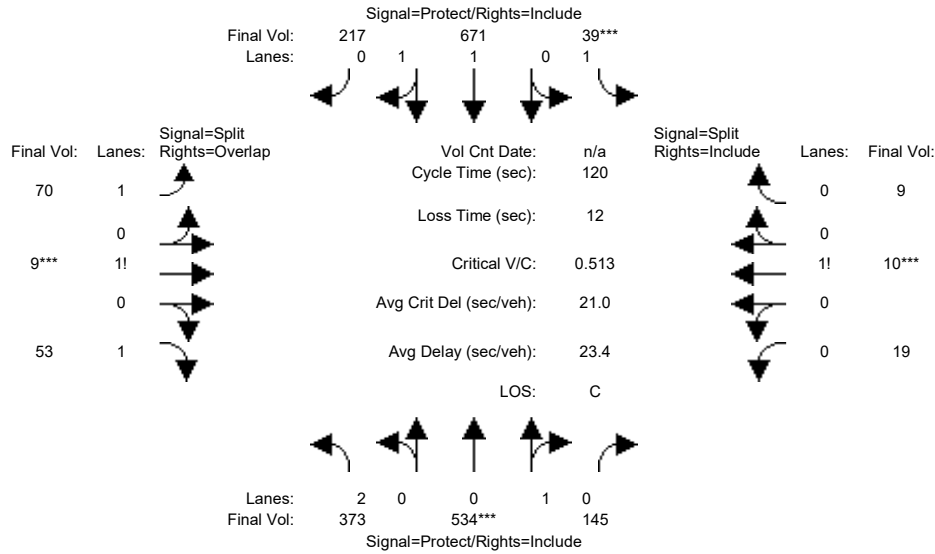 Signal=Protect/Rights=Include
Final Vol: 217 671 39***
Lanes: 0 1 1 0 1
Signal=Split
Final Vol: Lanes: Rights=Overlap
Vol Cnt Date: n/a
Signal=Split
Rights=Include Lanes: Final Vol:
Cycle Time (sec): 120
70 1
0 9
Loss Time (sec): 12
0
0
9*** 1!
Critical V/C: 0.513
1! 10***
0
Avg Crit Del (sec/veh): 21.0
0
53 1
Avg Delay (sec/veh): 23.4
0 19
LOS: C
Lanes: 2 0 0 1 0
Final Vol: 373 534*** 145
Signal=Protect/Rights=Include